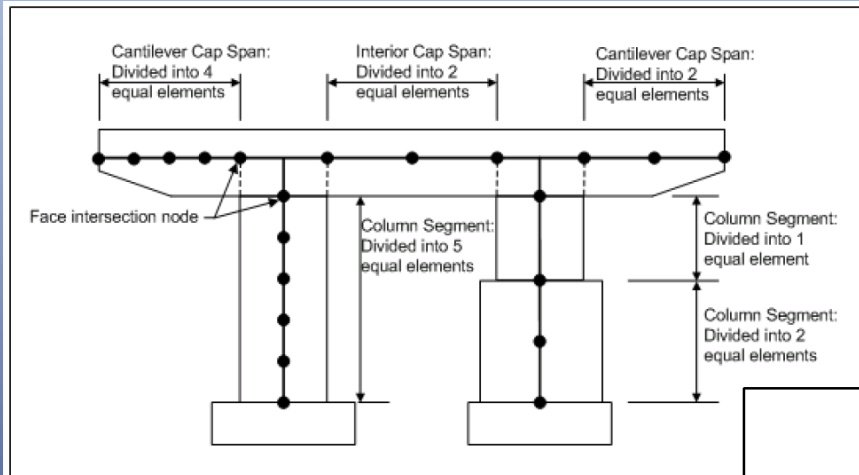 Cantilever Cap Span:
Divided into 4
equal elements
Interior Cap Span:
Divided into 2
equal elements
Cantilever Cap Span:
Divided into 2
equal elements
Face intersection node
Column Segment:
Divided into 5
equal elements
Column Segment:
Divided into 1
equal element
Column Segment:
Divided into 2
equal elements